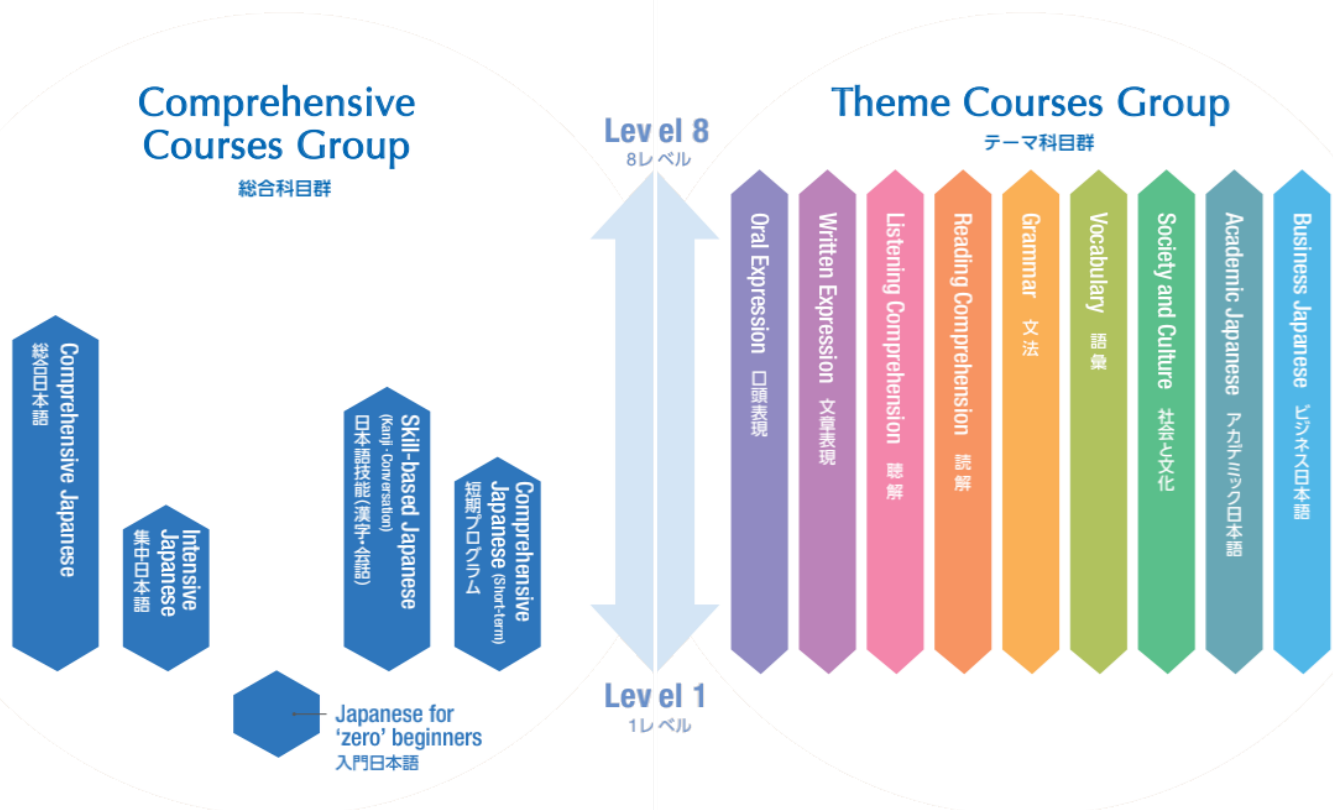 Comprehensive
Courses Group
総合科目群
Comprehensive Japanese
総合日本語
Intensive
Japanese
集中日本語
Japanese for
‘zero’ beginners
入門日本語
Skill-based Japanese
(Kanji・Conversation)
日本語技能(漢字・会話)
Comprehensive
Japanese (Short-term)
短期プログラム
Level 8
8レベル
Level 1
1レベル
Theme Courses Group
テーマ科目群
Oral Expression 口頭表現
Written Expression 文章表現
Listening Comprehension 聴解
Reading Comprehension 読解
Grammar 文法
Vocabulary 語彙
Society and Culture 社会と文化
Academic Japanese アカデミック日本語
Business Japanese ビジネス日本語